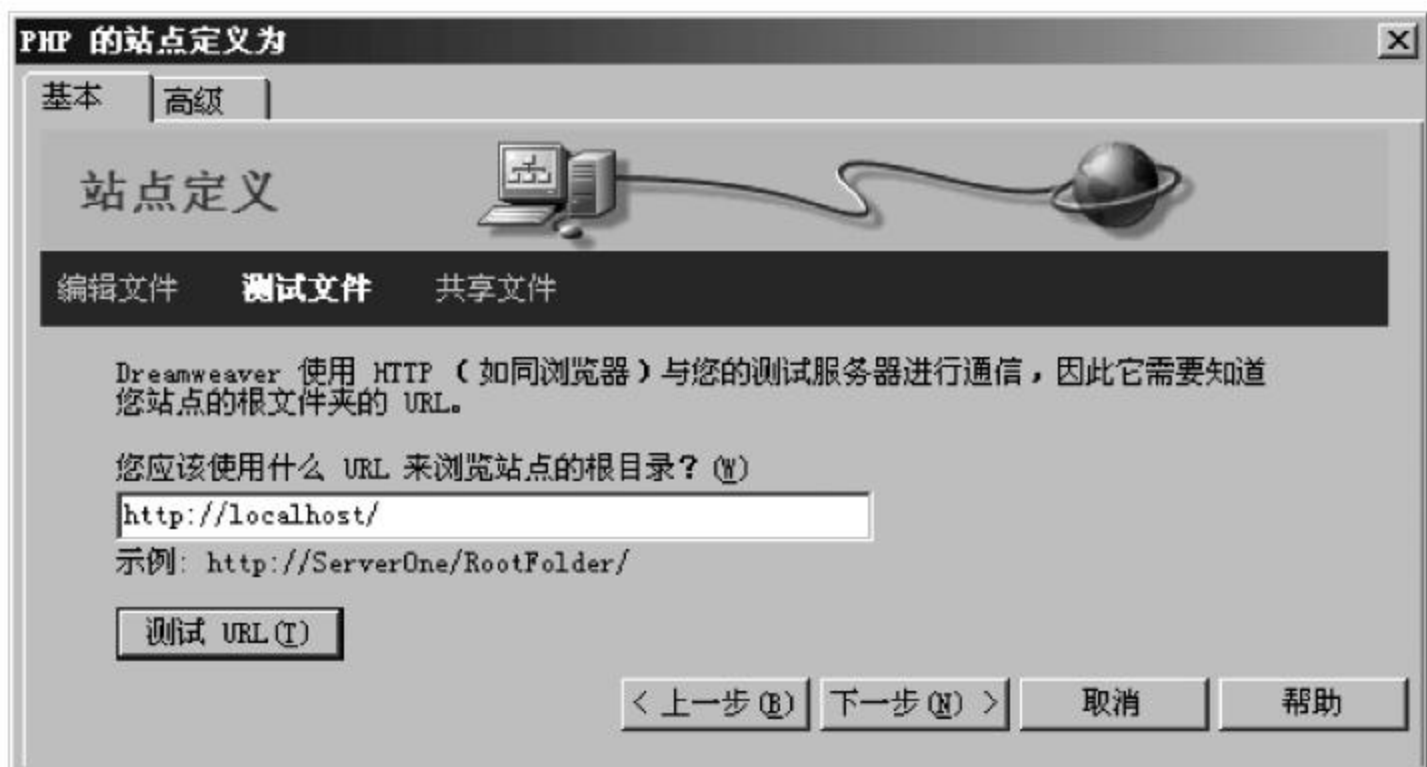 PHP 的站点定义为
基本 高级
站点定义
编辑文件 测试文件 共享文件
Dreamweaver 使用 HTTP (如同浏览器)与您的测试服务器进行通信,因此它需要知道
您站点的根文件夹的 URL。
您应该使用什么 URL 来浏览站点的根目录?(W)
http://localhost/
示例: http://ServerOne/RootFolder/
测试 URL(T)
< 上一步(B) 下一步(N) > 取消 帮助